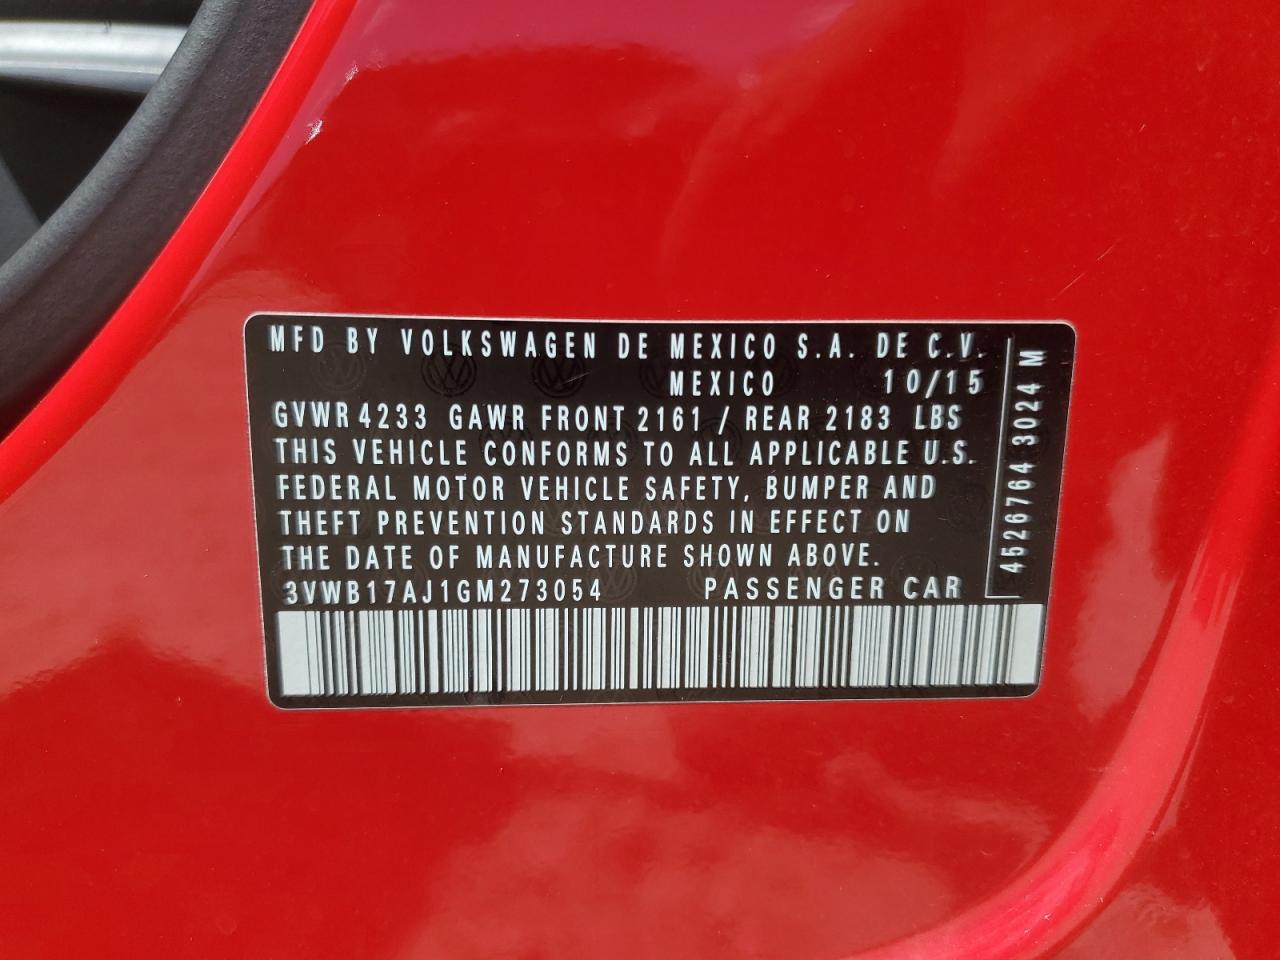 MFD BY VOLKSWAGEN DE MEXICO S.A. DE C.V.
MEXICO 10/15
GVWR 4233 GAWR FRONT 2161 / REAR 2183 LBS
THIS VEHICLE CONFORMS TO ALL APPLICABLE U.S.
FEDERAL MOTOR VEHICLE SAFETY, BUMPER AND
THEFT PREVENTION STANDARDS IN EFFECT ON
THE DATE OF MANUFACTURE SHOWN ABOVE.
3VWB17AJ1GM273054 PASSENGER CAR
4526764 3024 M